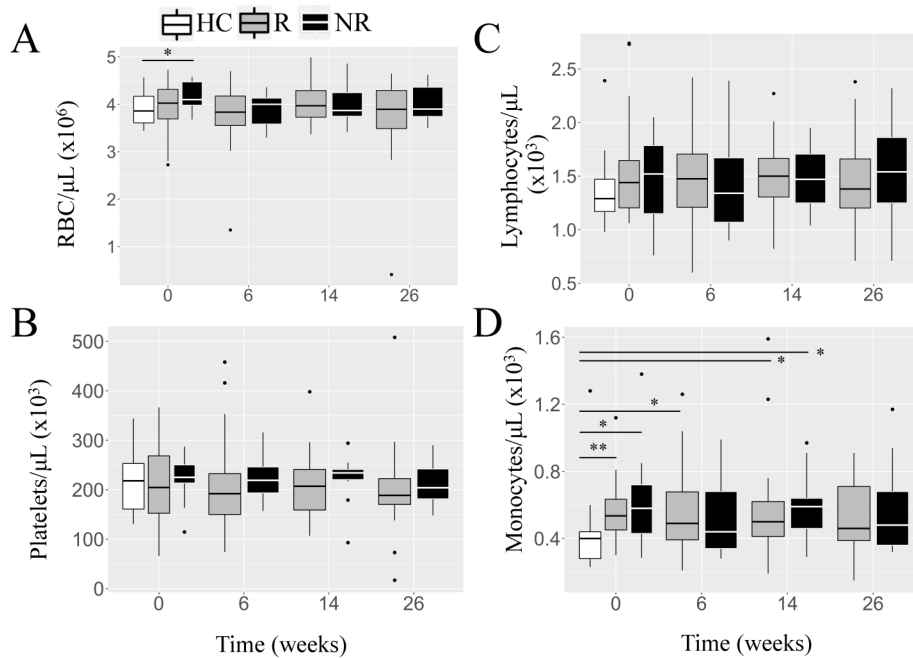 HC R NR
A
*
5
4
3
2
1
RBC/µL (x10⁶)
0 6 14 26
B
500
400
300
200
100
0
Platelets/µL (x10³)
0 6 14 26
Time (weeks)
C
2.5
2.0
1.5
1.0
0.5
Lymphocytes/µL
(x10³)
0 6 14 26
D
1.6
1.2
0.8
0.4
Monocytes/µL (x10³)
*
*
*
*
**
0 6 14 26
Time (weeks)